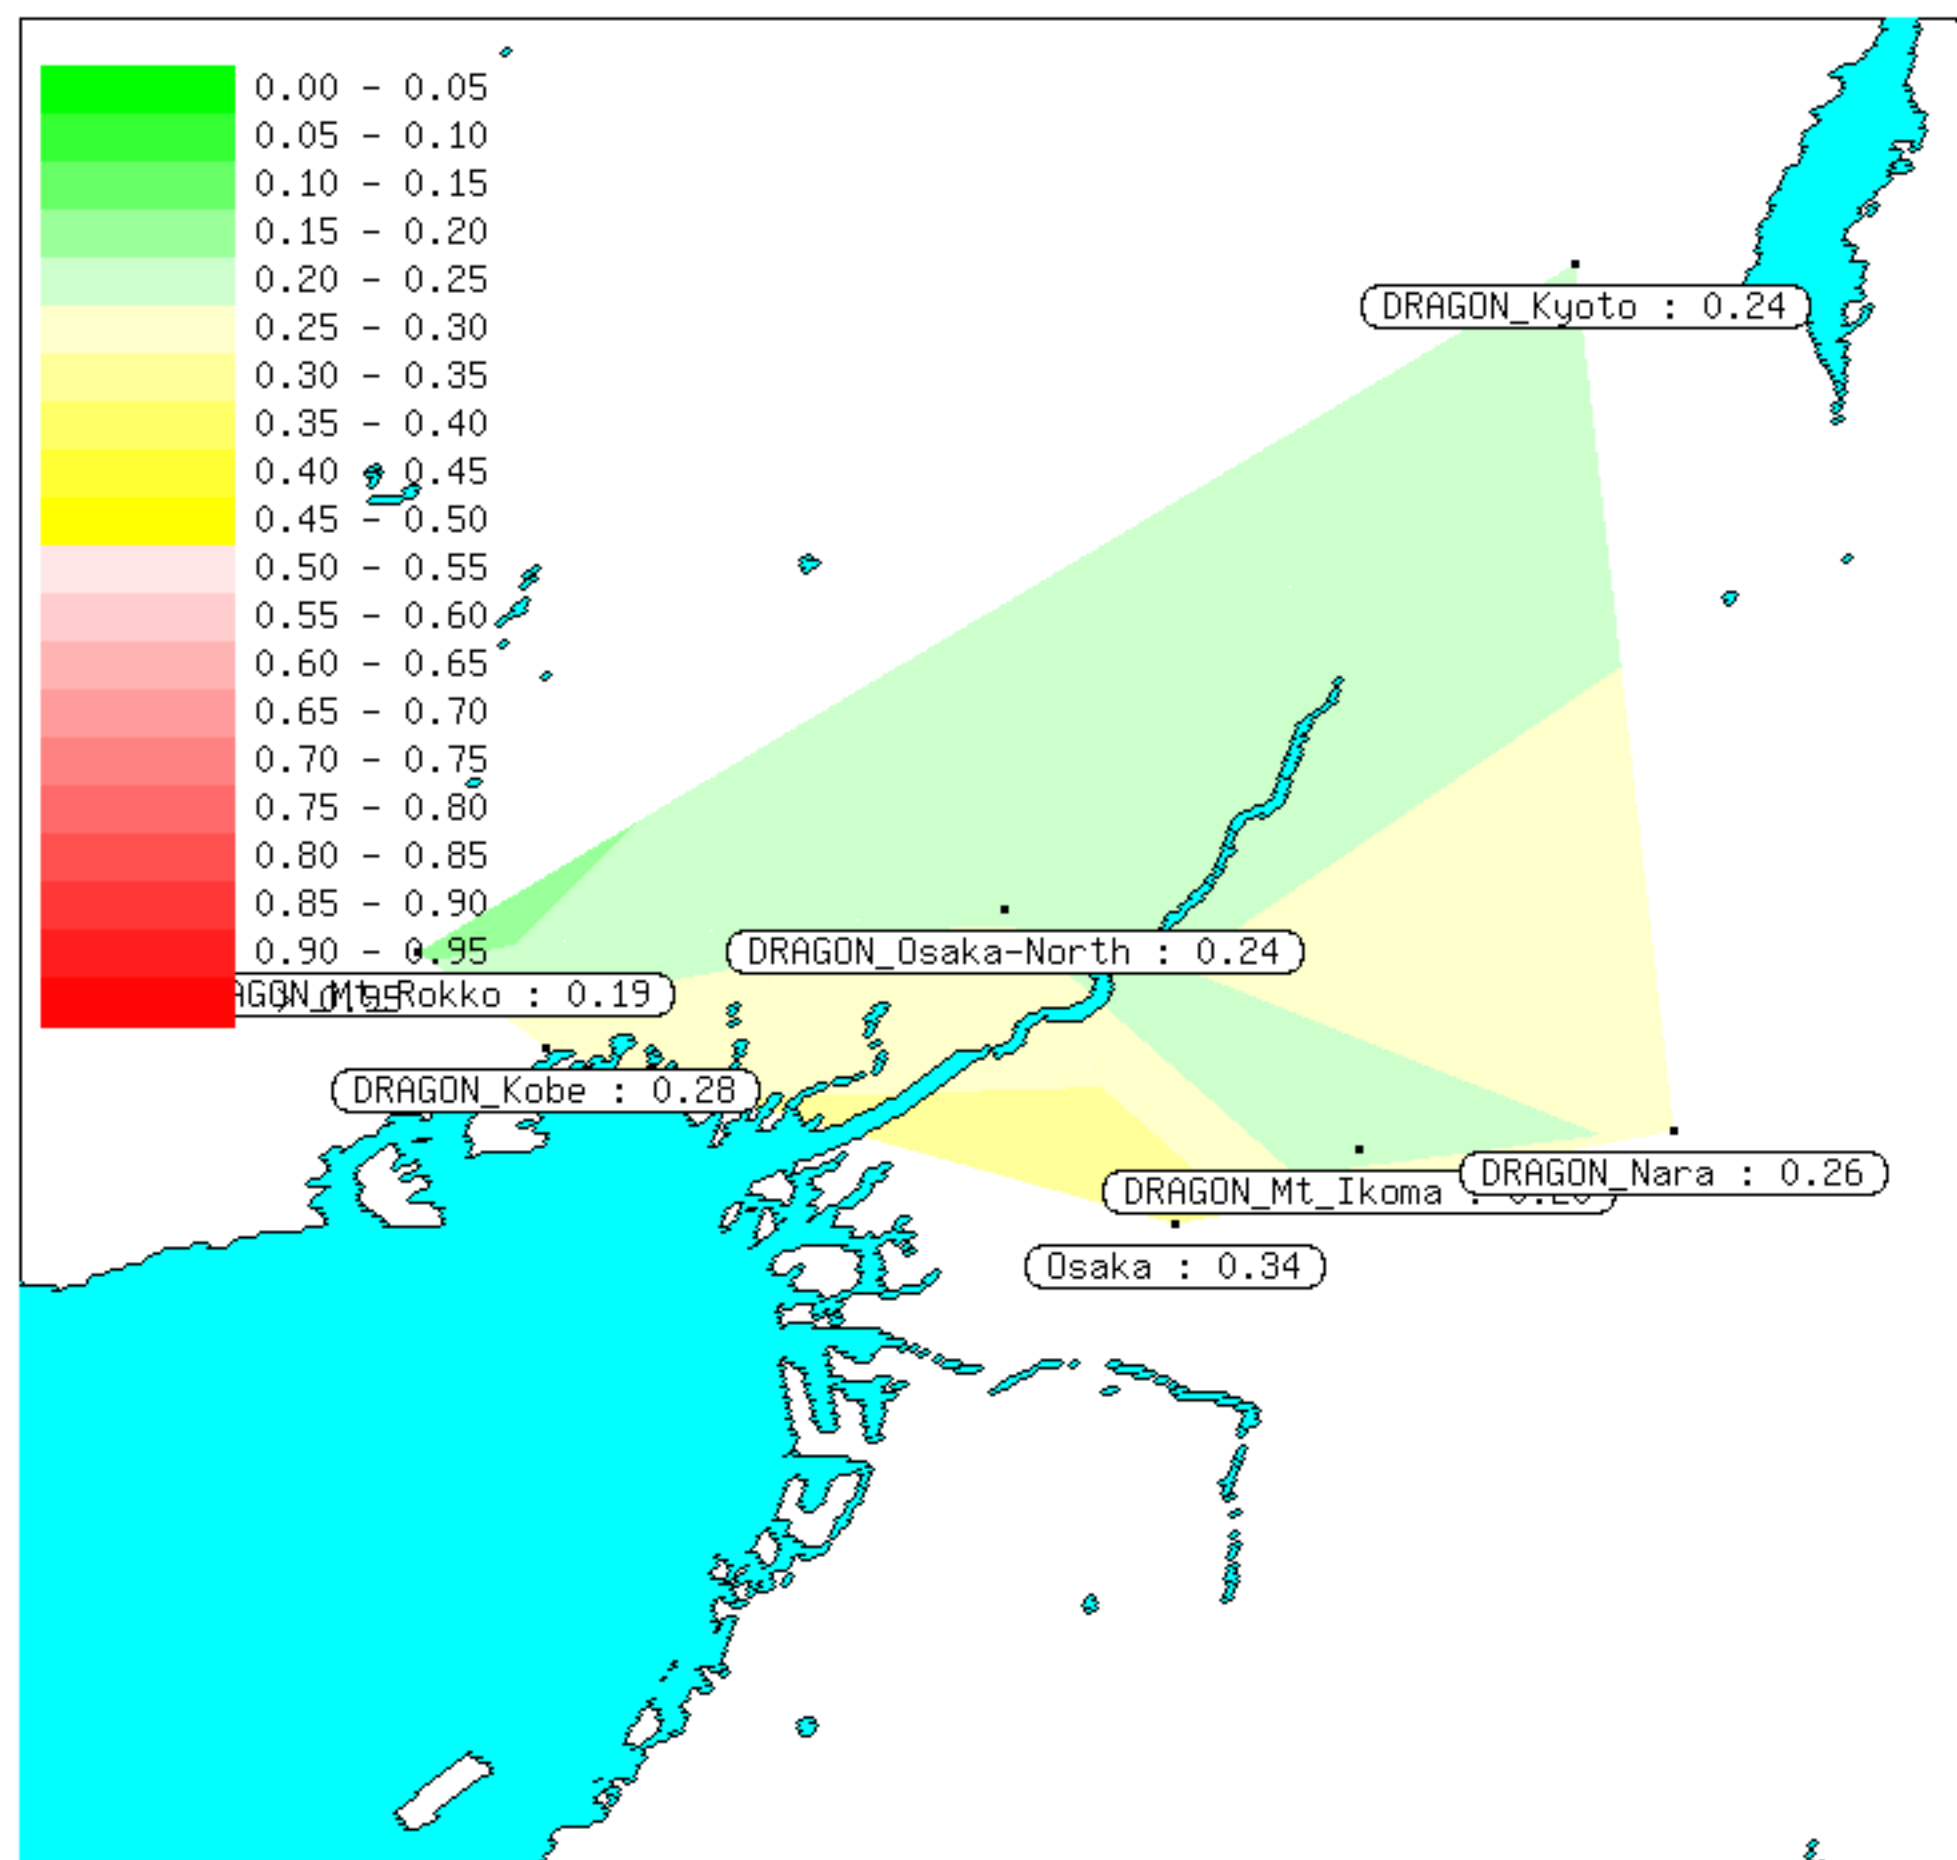 0.00 - 0.05
0.05 - 0.10
0.10 - 0.15
0.15 - 0.20
0.20 - 0.25
0.25 - 0.30
0.30 - 0.35
0.35 - 0.40
0.40 - 0.45
0.45 - 0.50
0.50 - 0.55
0.55 - 0.60
0.60 - 0.65
0.65 - 0.70
0.70 - 0.75
0.75 - 0.80
0.80 - 0.85
0.85 - 0.90
0.90 - 0.95
DRAGON_Kyoto : 0.24
DRAGON_Osaka-North : 0.24
Rokko : 0.19
DRAGON_Kobe : 0.28
DRAGON_Nara : 0.26
DRAGON_Mt_Ikoma :
Osaka : 0.34